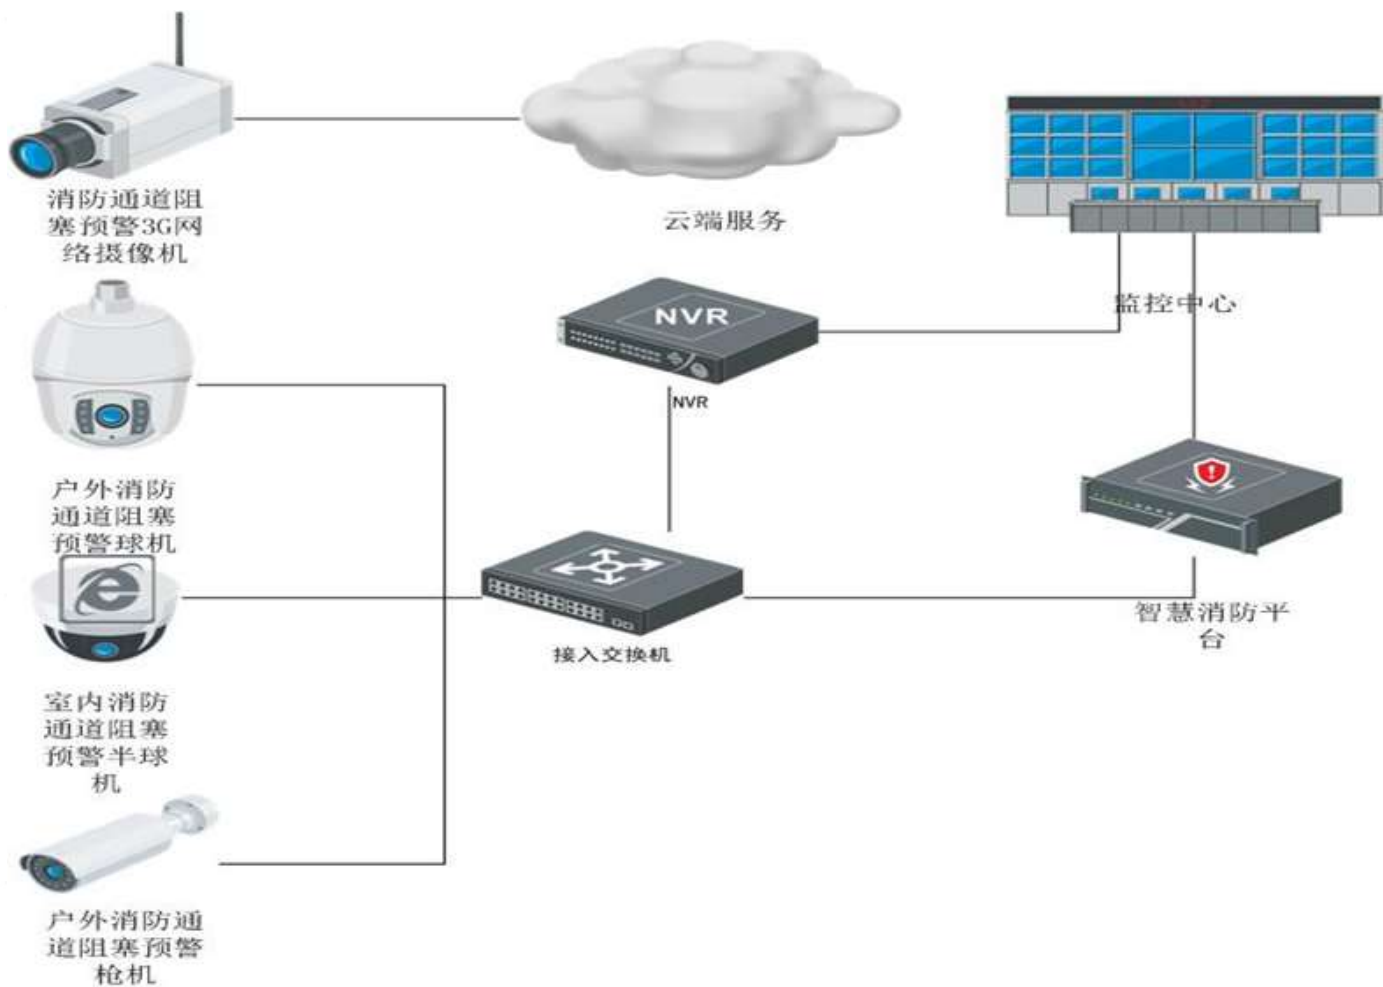 消防通道阻
塞预警3G网
络摄像机
云端服务
监控中心
NVR
NVR
户外消防
通道阻塞
预警球机
智慧消防平
台
接入交换机
室内消防
通道阻塞
预警半球
机
户外消防通
道阻塞预警
枪机